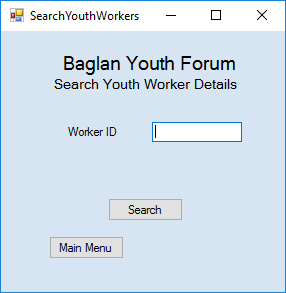 SearchYouthWorkers
Baglan Youth Forum
Search Youth Worker Details
Worker ID
Search
Main Menu